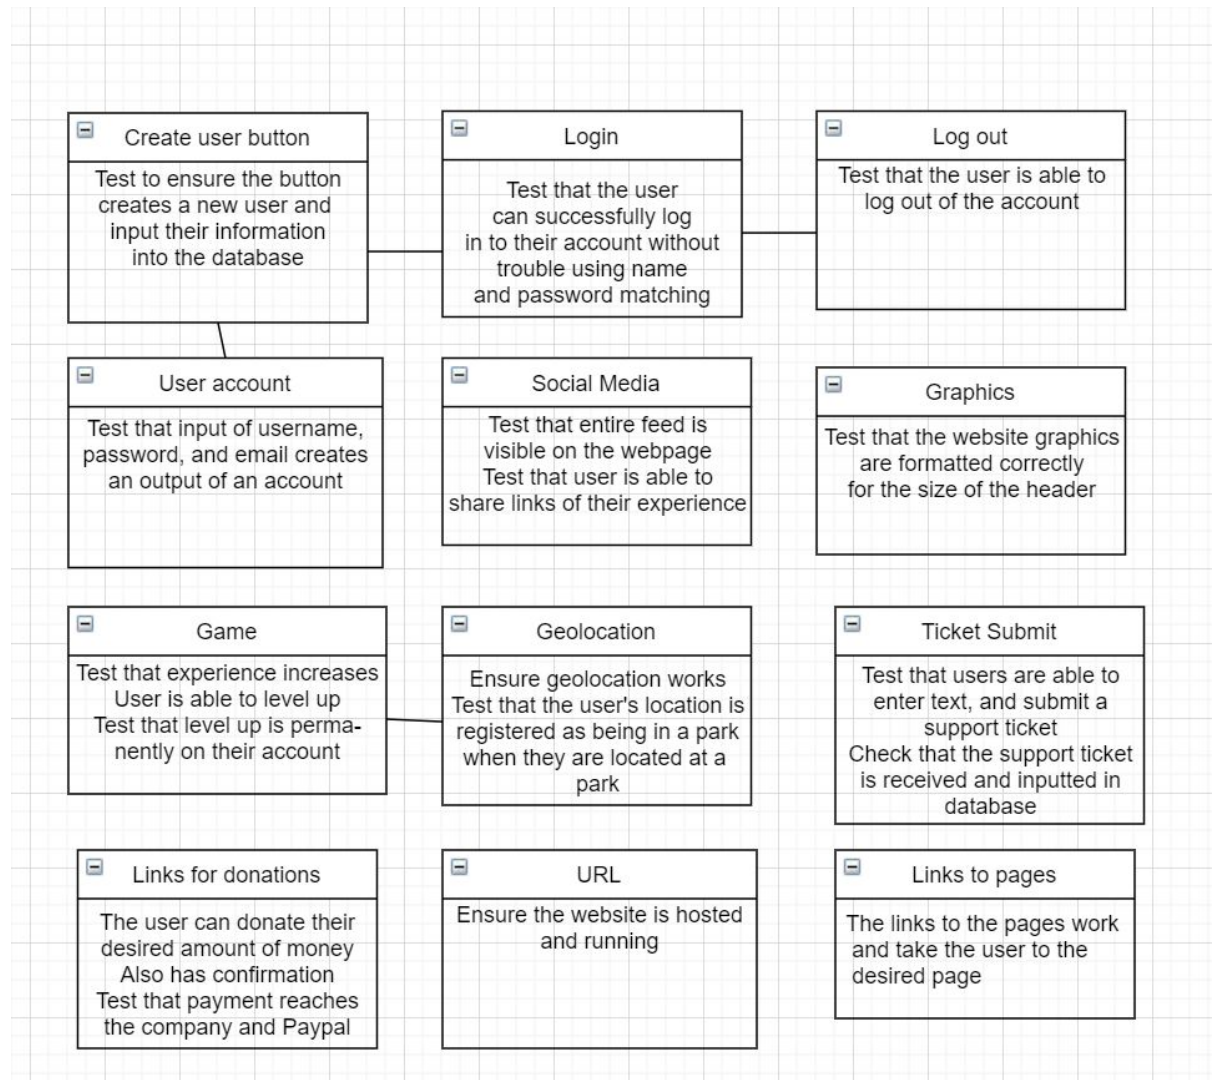 Create user button
Test to ensure the button
creates a new user and
input their information
into the database
Login
Test that the user
can successfully log
in to their account without
trouble using name
and password matching
Log out
Test that the user is able to
log out of the account
User account
Test that input of username,
password, and email creates
an output of an account
Social Media
Test that entire feed is
visible on the webpage
Test that user is able to
share links of their experience
Graphics
Test that the website graphics
are formatted correctly
for the size of the header
Game
Test that experience increases
User is able to level up
Test that level up is perma-
nently on their account
Geolocation
Ensure geolocation works
Test that the user's location is
registered as being in a park
when they are located at a
park
Ticket Submit
Test that users are able to
enter text, and submit a
support ticket
Check that the support ticket
is received and inputted in
database
Links for donations
The user can donate their
desired amount of money
Also has confirmation
Test that payment reaches
the company and Paypal
URL
Ensure the website is hosted
and running
Links to pages
The links to the pages work
and take the user to the
desired page